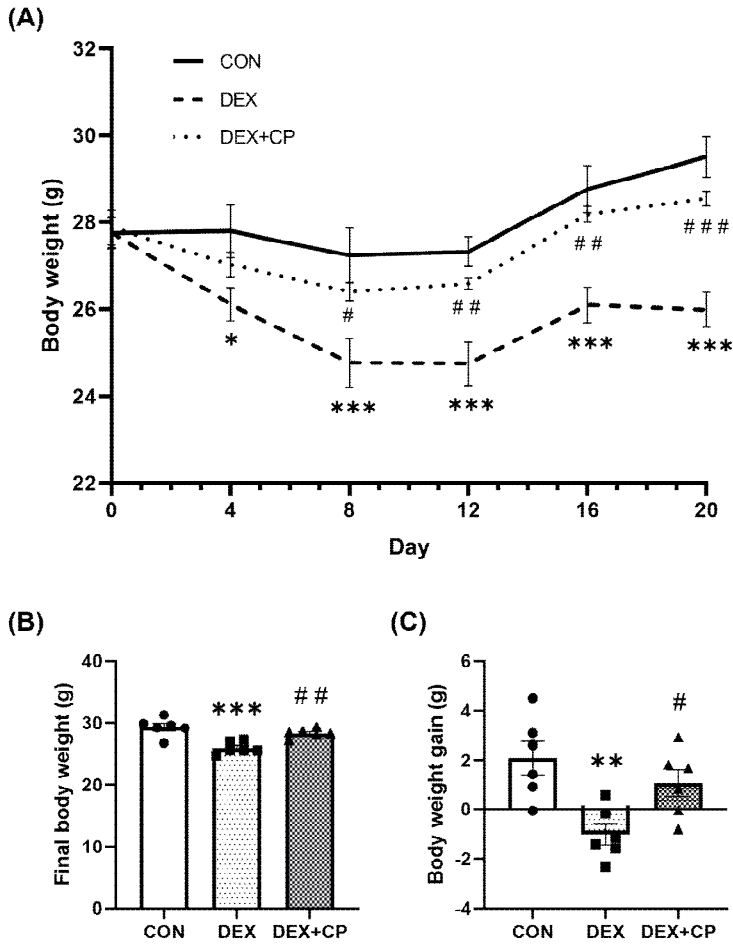 (A)
32
30
28
26
24
22
Body weight (g)
CON
DEX
DEX+CP
#
# #
# #
# # #
*
***
***
***
***
0 4 8 12 16 20
Day
(B)
40
30
20
10
0
Final body weight (g)
***
# #
CON DEX DEX+CP
(C)
6
4
2
0
-2
-4
Body weight gain (g)
**
#
CON DEX DEX+CP